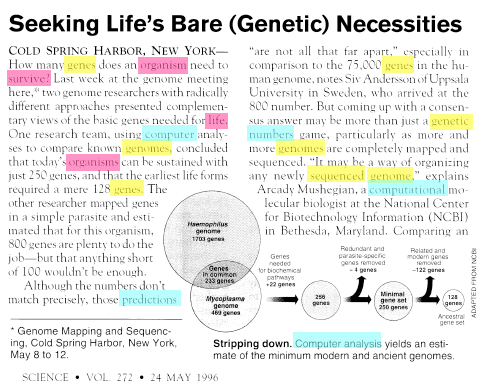 Seeking Life's Bare (Genetic) Necessities
COLD SPRING HARBOR, NEW YORK—
How many genes does an organism need to
survive? Last week at the genome meeting
here,* two genome researchers with radically
different approaches presented complemen-
tary views of the basic genes needed for life.
One research team, using computer analy-
ses to compare known genomes, concluded
that today's organisms can be sustained with
just 250 genes, and that the earliest life forms
required a mere 128 genes. The
other researcher mapped genes
in a simple parasite and esti-
mated that for this organism,
800 genes are plenty to do the
job—but that anything short
of 100 wouldn't be enough.
Although the numbers don't
match precisely, those predictions
* Genome Mapping and Sequenc-
ing, Cold Spring Harbor, New York,
May 8 to 12.
"are not all that far apart," especially in
comparison to the 75,000 genes in the hu-
man genome, notes Siv Andersson of Uppsala
University in Sweden, who arrived at the
800 number. But coming up with a consen-
sus answer may be more than just a genetic
numbers game, particularly as more and
more genomes are completely mapped and
sequenced. "It may be a way of organizing
any newly sequenced genome," explains
Arcady Mushegian, a computational mo-
lecular biologist at the National Center
for Biotechnology Information (NCBI)
in Bethesda, Maryland. Comparing an
Haemophilus
genome
1703 genes
Genes
in common
233 genes
Mycoplasma
genome
469 genes
Genes
needed
for biochemical
pathways
+22 genes
256
genes
Redundant and
parasite-specific
genes removed
– 4 genes
Minimal
gene set
250 genes
Related and
modern genes
removed
–122 genes
128
genes
Ancestral
gene set
ADAPTED FROM NCBI
Stripping down. Computer analysis yields an esti-
mate of the minimum modern and ancient genomes.
SCIENCE • VOL. 272 • 24 MAY 1996